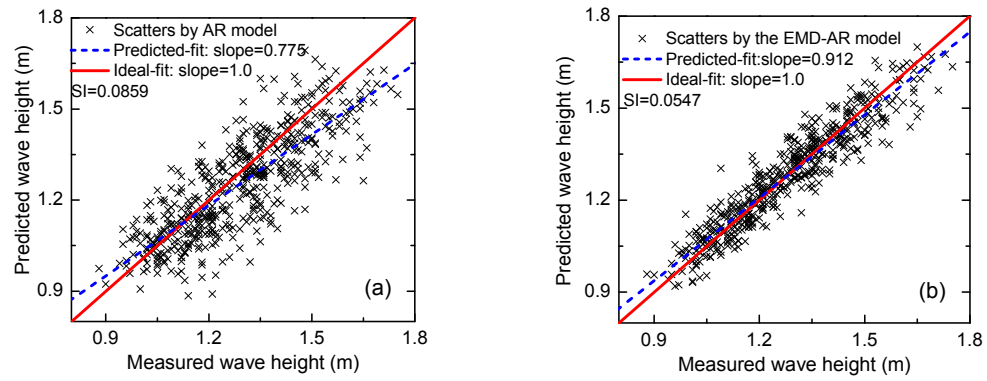 1.8
× Scatters by AR model
Predicted-fit: slope=0.775
Ideal-fit: slope=1.0
SI=0.0859
1.5
1.2
0.9
Predicted wave height (m)
(a)
0.9 1.2 1.5 1.8
Measured wave height (m)
1.8
× Scatters by the EMD-AR model
Predicted-fit:slope=0.912
Ideal-fit: slope=1.0
SI=0.0547
1.5
1.2
0.9
Predicted wave height (m)
(b)
0.9 1.2 1.5 1.8
Measured wave height (m)